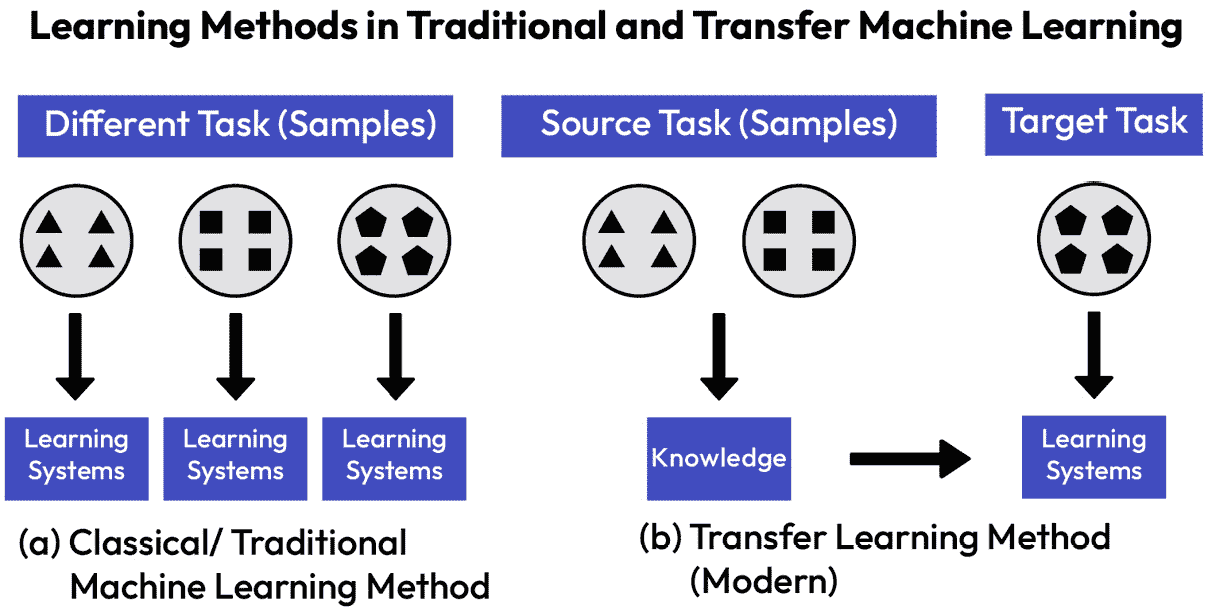 Learning Methods in Traditional and Transfer Machine Learning
Different Task (Samples)
Source Task (Samples)
Target Task
Learning
Systems
Learning
Systems
Learning
Systems
Knowledge
Learning
Systems
(a) Classical/ Traditional
Machine Learning Method
(b) Transfer Learning Method
(Modern)